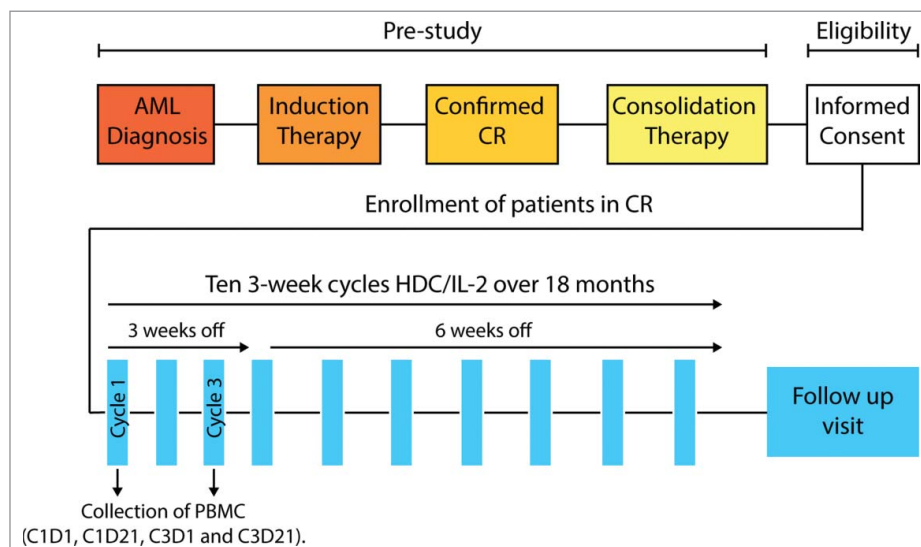 Pre-study
Eligibility
AML
Diagnosis
Induction
Therapy
Confirmed
CR
Consolidation
Therapy
Informed
Consent
Enrollment of patients in CR
Ten 3-week cycles HDC/IL-2 over 18 months
3 weeks off
6 weeks off
Cycle 1
Cycle 3
Follow up
visit
Collection of PBMC
(C1D1, C1D21, C3D1 and C3D21).